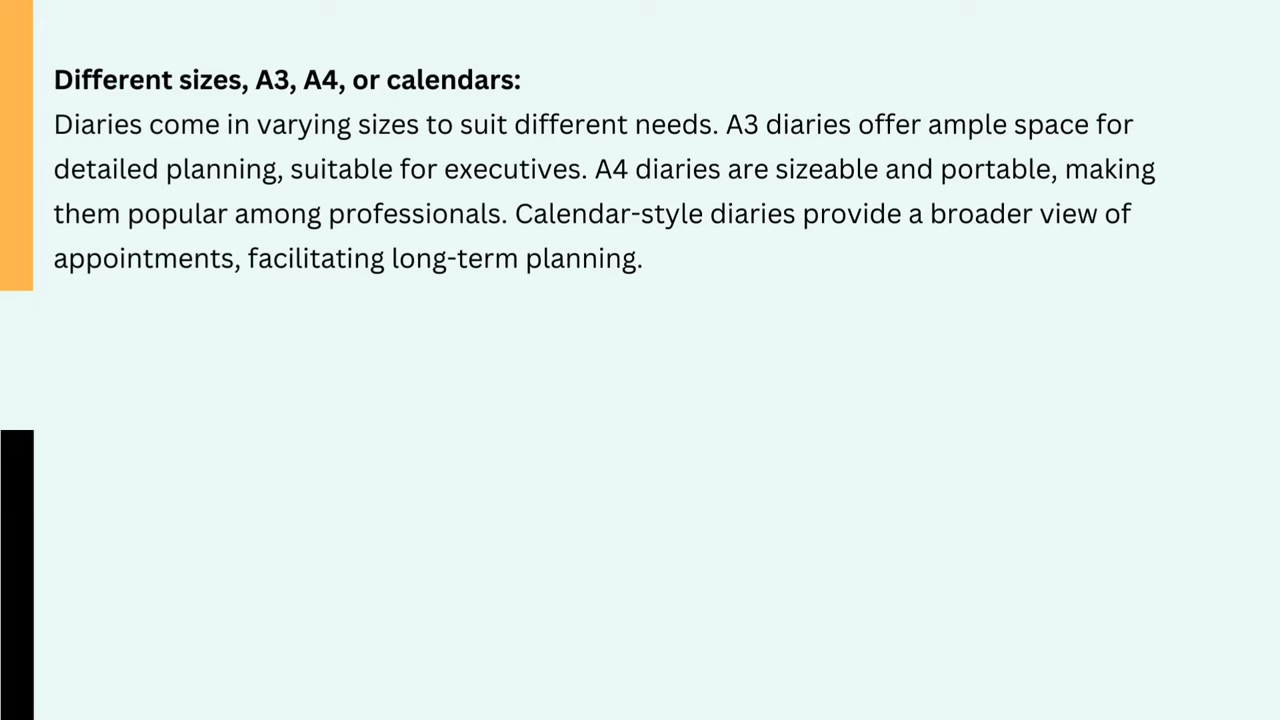 Different sizes, A3, A4, or calendars:
Diaries come in varying sizes to suit different needs. A3 diaries offer ample space for
detailed planning, suitable for executives. A4 diaries are sizeable and portable, making
them popular among professionals. Calendar-style diaries provide a broader view of
appointments, facilitating long-term planning.